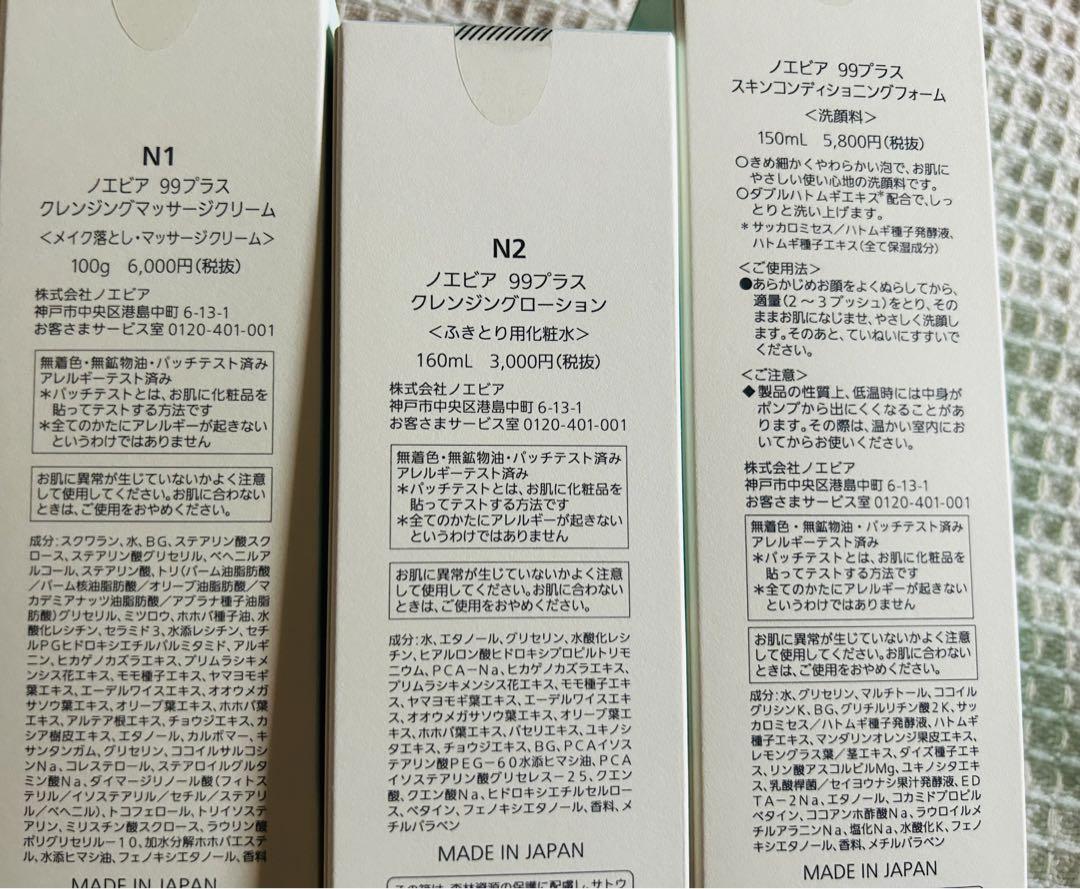 N1
ノエビア 99プラス
クレンジングマッサージクリーム
＜メイク落とし・マッサージクリーム＞
100g 6,000円（税抜）
株式会社ノエビア
神戸市中央区港島中町 6-13-1
お客さまサービス室 0120-401-001
無着色・無鉱物油・パッチテスト済み
アレルギーテスト済み
＊パッチテストとは、お肌に化粧品を
貼ってテストする方法です
＊全てのかたにアレルギーが起きない
というわけではありません
お肌に異常が生じていないかよく注意
して使用してください。お肌に合わない
ときは、ご使用をおやめください。
成分：スクワラン、水、BG、ステアリン酸スク
ロース、ステアリン酸グリセリル、ベヘニルア
ルコール、ステアリン酸、トリ（パーム油脂肪酸
／パーム核油脂肪酸／オリーブ油脂肪酸／マ
カデミアナッツ油脂肪酸／アブラナ種子油脂
肪酸）グリセリル、ミツロウ、ホホバ種子油、水
酸化レシチン、セラミド3、水添レシチン、セチ
ルPGヒドロキシエチルパルミタミド、アルギ
ニン、ヒカゲノカズラエキス、プリムラシキメ
ンシス花エキス、モモ種子エキス、ヤマヨモギ
葉エキス、エーデルワイスエキス、オオウメガ
サソウ葉エキス、オリーブ葉エキス、ホホバ葉
エキス、アルテア根エキス、チョウジエキス、カ
シア樹皮エキス、エタノール、カルボマー、キ
サンタンガム、グリセリン、ココイルサルコシ
ンNa、コレステロール、ステアロイルグルタ
ミン酸Na、ダイマージリノール酸（フィトス
テリル／イソステアリル／セチル／ステアリ
ル／ベヘニル）、トコフェロール、トリイソステ
アリン、ミリスチン酸スクロース、ラウリン酸
ポリグリセリル－10、加水分解ホホバエステ
ル、水添ヒマシ油、フェノキシエタノール、香料
MADE IN JAPAN
N2
ノエビア 99プラス
クレンジングローション
＜ふきとり用化粧水＞
160mL 3,000円（税抜）
株式会社ノエビア
神戸市中央区港島中町 6-13-1
お客さまサービス室 0120-401-001
無着色・無鉱物油・パッチテスト済み
アレルギーテスト済み
＊パッチテストとは、お肌に化粧品を
貼ってテストする方法です
＊全てのかたにアレルギーが起きない
というわけではありません
お肌に異常が生じていないかよく注意
して使用してください。お肌に合わない
ときは、ご使用をおやめください。
成分：水、エタノール、グリセリン、水酸化レシ
チン、ヒアルロン酸ヒドロキシプロピルトリモ
ニウム、PCA－Na、ヒカゲノカズラエキス、
プリムラシキメンシス花エキス、モモ種子エキ
ス、ヤマヨモギ葉エキス、エーデルワイスエキ
ス、オオウメガサソウ葉エキス、オリーブ葉エ
キス、ホホバ葉エキス、パセリエキス、ユキノシ
タエキス、チョウジエキス、BG、PCAイソス
テアリン酸PEG－60水添ヒマシ油、PCA
イソステアリン酸グリセレス－25、クエン
酸、クエン酸Na、ヒドロキシエチルセルロー
ス、ベタイン、フェノキシエタノール、香料、メ
チルパラベン
MADE IN JAPAN
この箱は、森林資源の保護に配慮し、サトウ
ノエビア 99プラス
スキンコンディショニングフォーム
＜洗顔料＞
150mL 5,800円（税抜）
○きめ細かくやわらかい泡で、お肌に
やさしい使い心地の洗顔料です。
○ダブルハトムギエキス＊配合で、しっ
とりと洗い上げます。
＊サッカロミセス／ハトムギ種子発酵液、
ハトムギ種子エキス（全て保湿成分）
＜ご使用法＞
●あらかじめお顔をよくぬらしてから、
適量（2～3プッシュ）をとり、その
ままお肌になじませ、やさしく洗顔し
ます。そのあと、ていねいにすすいで
ください。
＜ご注意＞
◆製品の性質上、低温時には中身が
ポンプから出にくくなることがあ
ります。その際は、温かい室内にお
いてからお使いください。
株式会社ノエビア
神戸市中央区港島中町 6-13-1
お客さまサービス室 0120-401-001
無着色・無鉱物油・パッチテスト済み
アレルギーテスト済み
＊パッチテストとは、お肌に化粧品を
貼ってテストする方法です
＊全てのかたにアレルギーが起きない
というわけではありません
お肌に異常が生じていないかよく注意
して使用してください。お肌に合わない
ときは、ご使用をおやめください。
成分：水、グリセリン、マルチトール、ココイル
グリシンK、BG、グリチルリチン酸2K、サッ
カロミセス／ハトムギ種子発酵液、ハトムギ
種子エキス、マンダリンオレンジ果皮エキス、
レモングラス葉／茎エキス、ダイズ種子エキ
ス、リン酸アスコルビルMg、ユキノシタエキ
ス、乳酸桿菌／セイヨウナシ果汁発酵液、ED
TA－2Na、エタノール、コカミドプロピル
ベタイン、ココアンホ酢酸Na、ラウロイルメ
チルアラニンNa、塩化Na、水酸化K、フェノ
キシエタノール、香料、メチルパラベン
MADE IN JAPAN